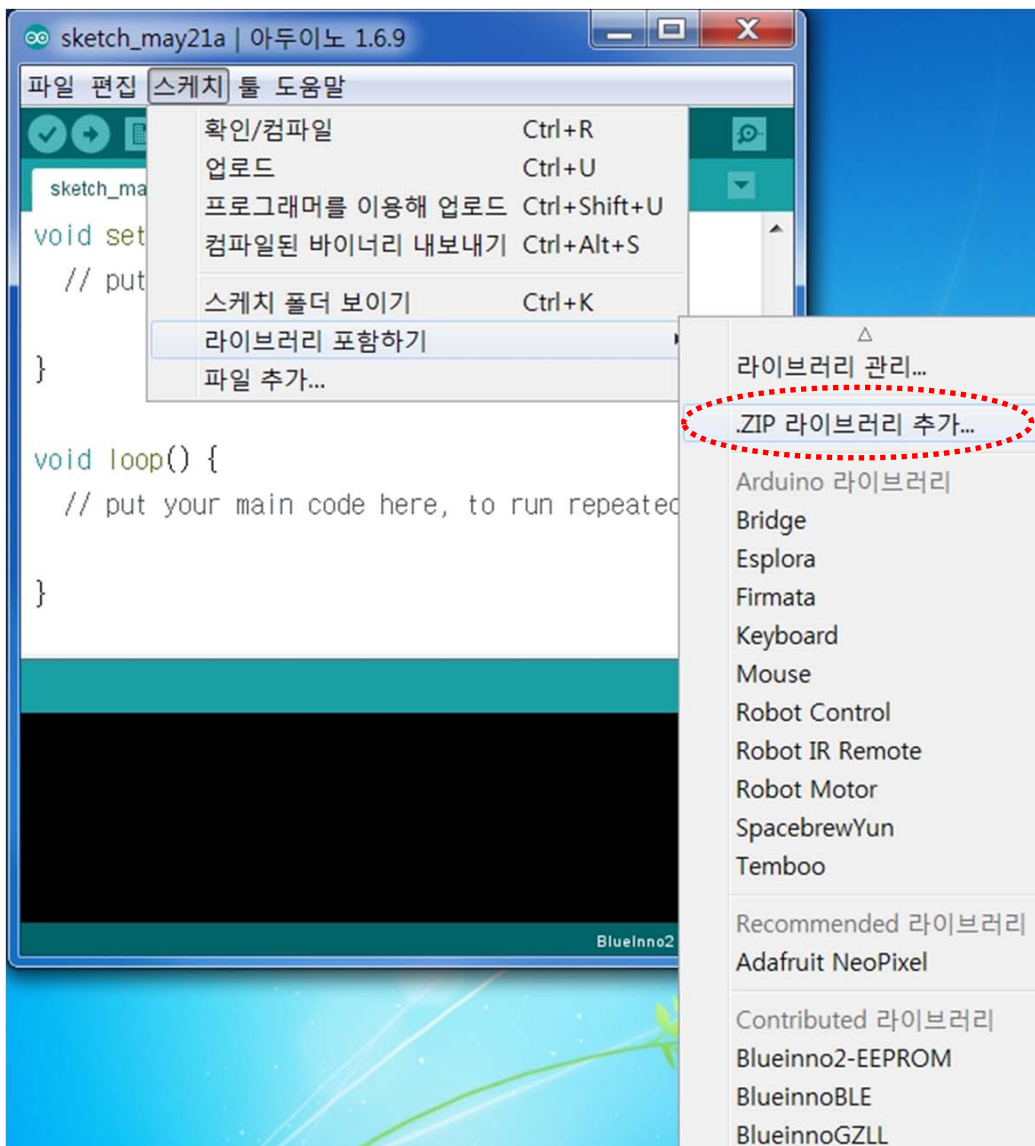 sketch_may21a | 아두이노 1.6.9
파일 편집 스케치 툴 도움말
확인/컴파일 Ctrl+R
업로드 Ctrl+U
프로그래머를 이용해 업로드 Ctrl+Shift+U
컴파일된 바이너리 내보내기 Ctrl+Alt+S
스케치 폴더 보이기 Ctrl+K
라이브러리 포함하기
파일 추가...
sketch_ma
void set
// put
}
void loop() {
// put your main code here, to run repeated
}
BlueInno2
라이브러리 관리...
.ZIP 라이브러리 추가...
Arduino 라이브러리
Bridge
Esplora
Firmata
Keyboard
Mouse
Robot Control
Robot IR Remote
Robot Motor
SpacebrewYun
Temboo
Recommended 라이브러리
Adafruit NeoPixel
Contributed 라이브러리
Blueinno2-EEPROM
BlueinnoBLE
BlueinnoGZLL